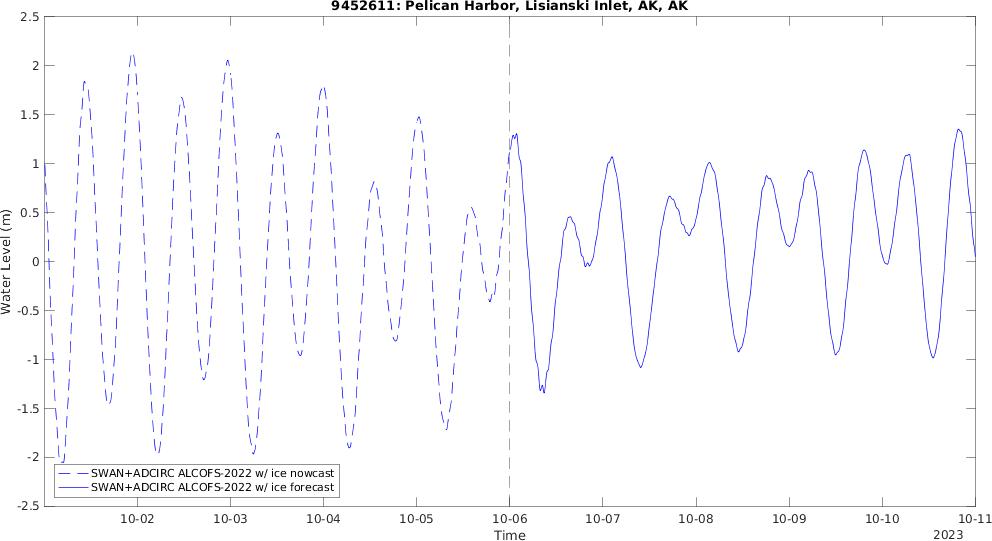 9452611: Pelican Harbor, Lisianski Inlet, AK, AK
2.5
2
1.5
1
0.5
0
-0.5
-1
-1.5
-2
-2.5
Water Level (m)
SWAN+ADCIRC ALCOFS-2022 w/ ice nowcast
SWAN+ADCIRC ALCOFS-2022 w/ ice forecast
10-02 10-03 10-04 10-05 10-06 10-07 10-08 10-09 10-10 10-11
Time
2023